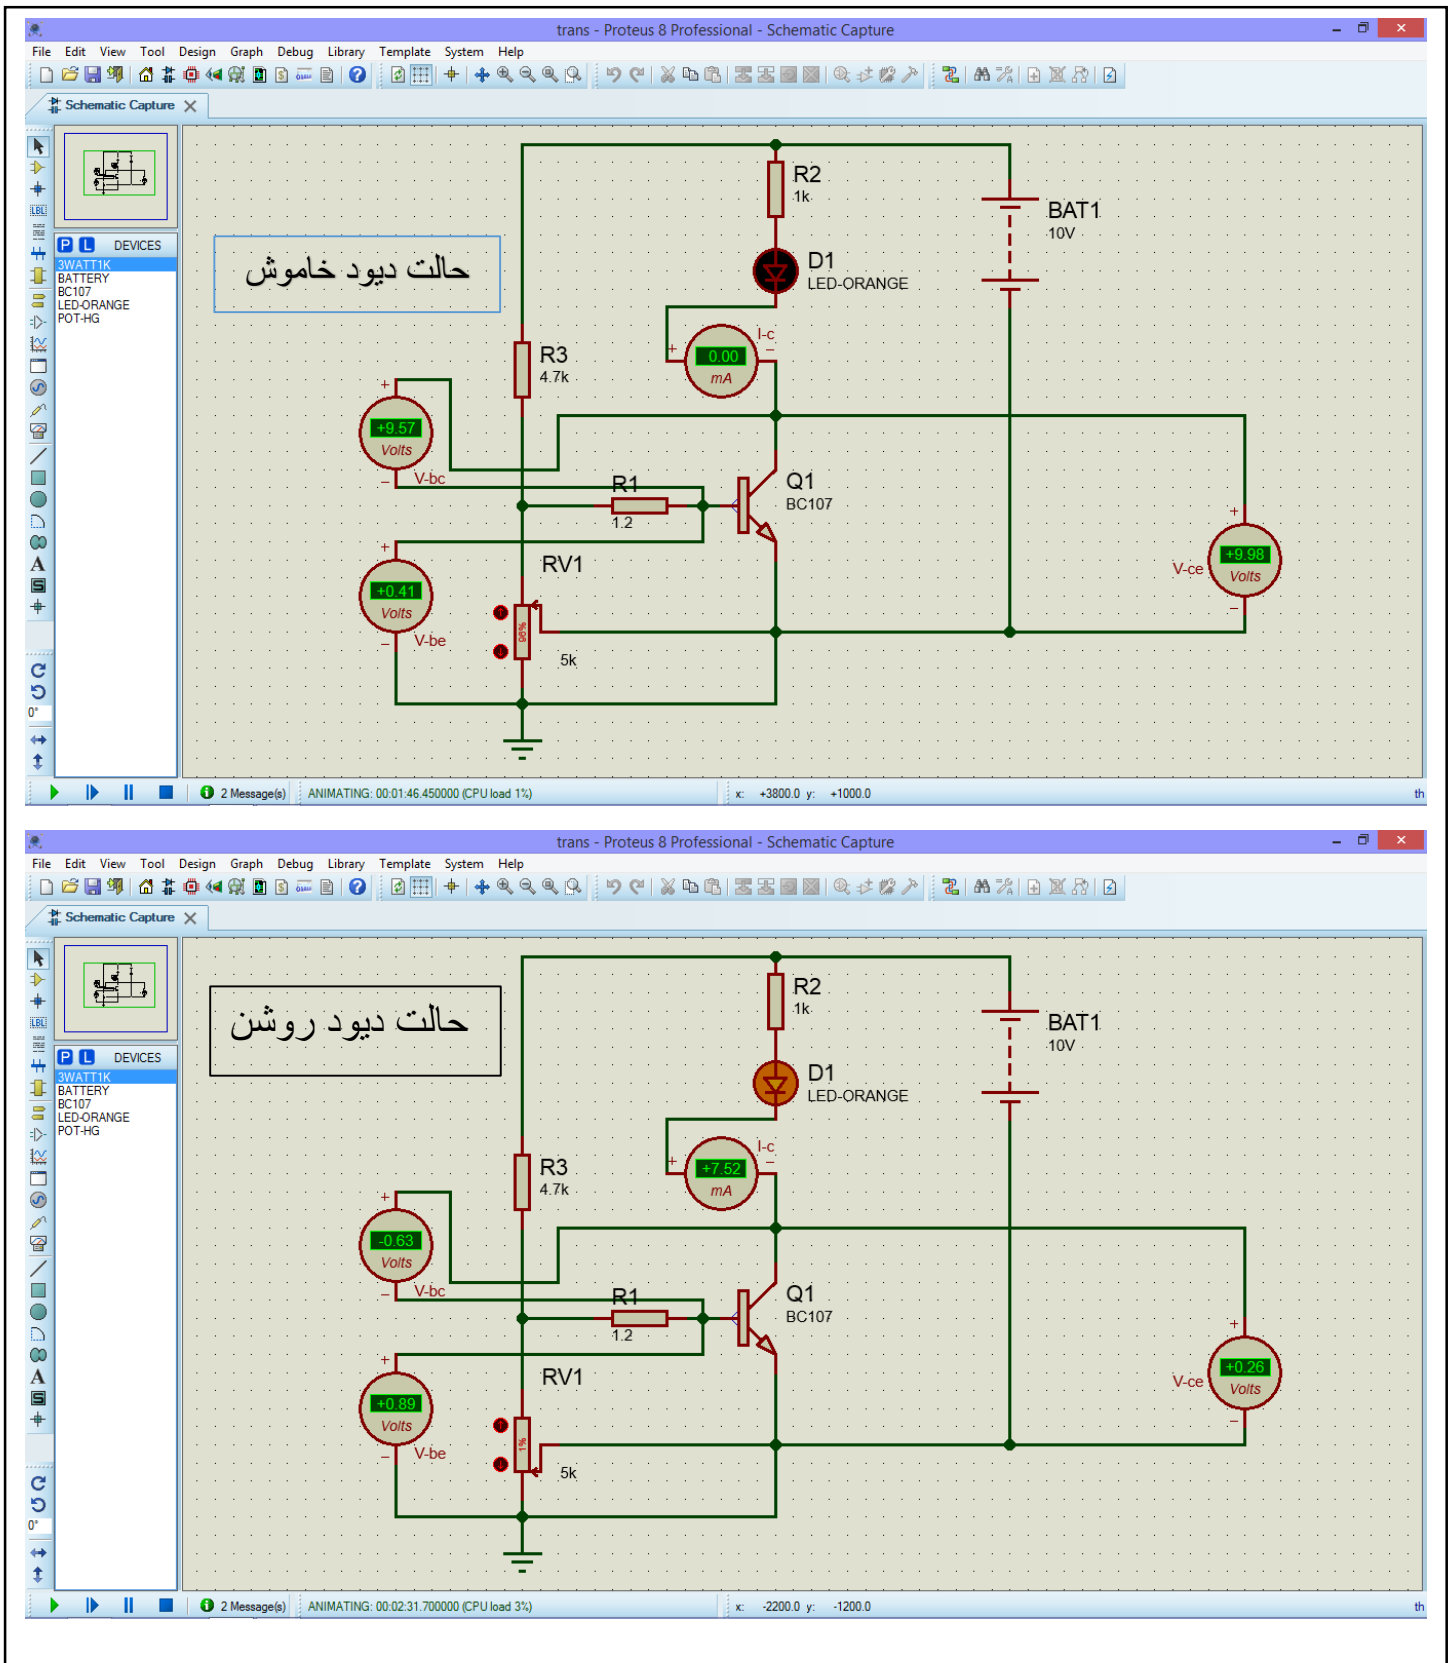 trans - Proteus 8 Professional - Schematic Capture
File Edit View Tool Design Graph Debug Library Template System Help
Schematic Capture
P L DEVICES
3WATT1K
BATTERY
BC107
LED-ORANGE
POT-HG
0°
حالت دیود خاموش
R2
1k
BAT1
10V
D1
LED-ORANGE
I-c
+ −
0.00
mA
R3
4.7k
+
+9.57
Volts
−
V-bc
R1
1.2
Q1
BC107
+
+0.41
Volts
−
V-be
RV1
96%
5k
+
V-ce
+9.98
Volts
−
2 Message(s)
ANIMATING: 00:01:46.450000 (CPU load 1%)
x: +3800.0 y: +1000.0
th
trans - Proteus 8 Professional - Schematic Capture
File Edit View Tool Design Graph Debug Library Template System Help
Schematic Capture
P L DEVICES
3WATT1K
BATTERY
BC107
LED-ORANGE
POT-HG
0°
حالت دیود روشن
R2
1k
BAT1
10V
D1
LED-ORANGE
I-c
+ −
+7.52
mA
R3
4.7k
+
-0.63
Volts
−
V-bc
R1
1.2
Q1
BC107
+
+0.89
Volts
−
V-be
RV1
1%
5k
+
V-ce
+0.26
Volts
−
2 Message(s)
ANIMATING: 00:02:31.700000 (CPU load 3%)
x: -2200.0 y: -1200.0
th